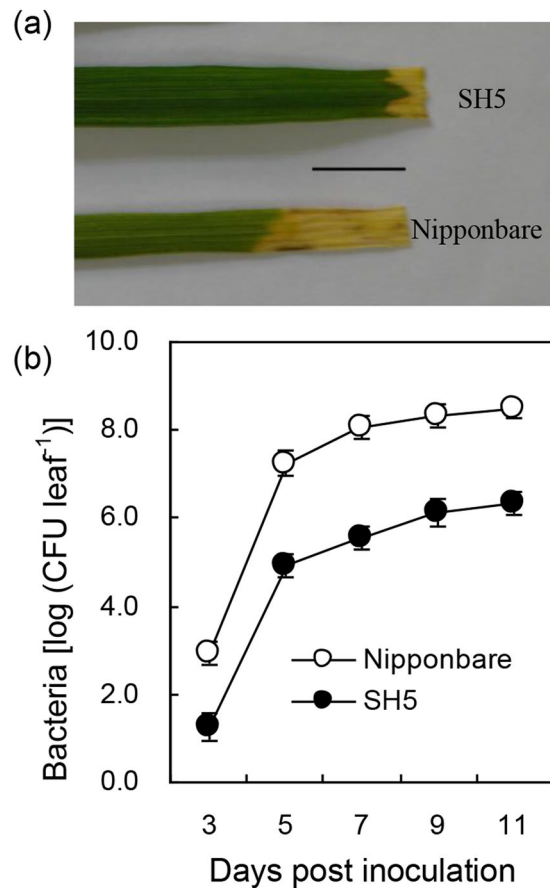 (a)
SH5
Nipponbare
(b)
10.0
8.0
6.0
4.0
2.0
0.0
Bacteria [log (CFU leaf⁻¹)]
Nipponbare
SH5
3 5 7 9 11
Days post inoculation